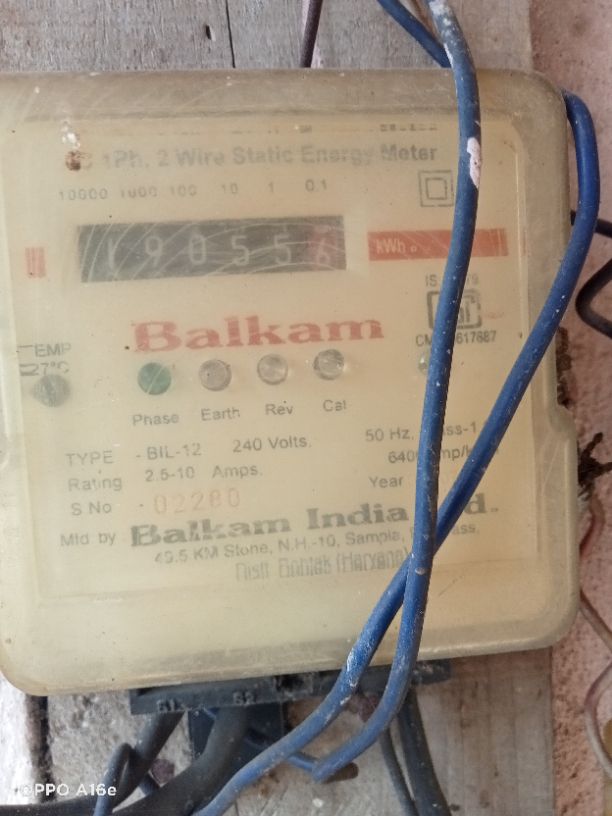 1Ph. 2 Wire Static Energy Meter
10000 1000 100 10 1 0.1
190556 kWh
Balkam
TEMP
27°C
Phase Earth Rev Cal
TYPE - BIL-12 240 Volts. 50 Hz.
Rating 2.5-10 Amps.
S No - 02280 Year
Mfd by Balkam India
49.5 KM Stone, N.H.-10, Sampla,
Distt. Rohtak (Haryana)
OPPO A16e